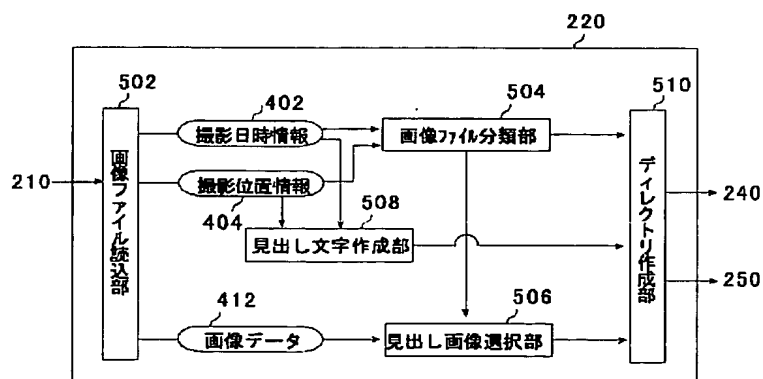 220
502
画像ファイル読込部
402
撮影日時情報
504
画像ファイル分類部
510
ディレクトリ作成部
210
撮影位置情報
404
508
見出し文字作成部
240
250
412
画像データ
506
見出し画像選択部